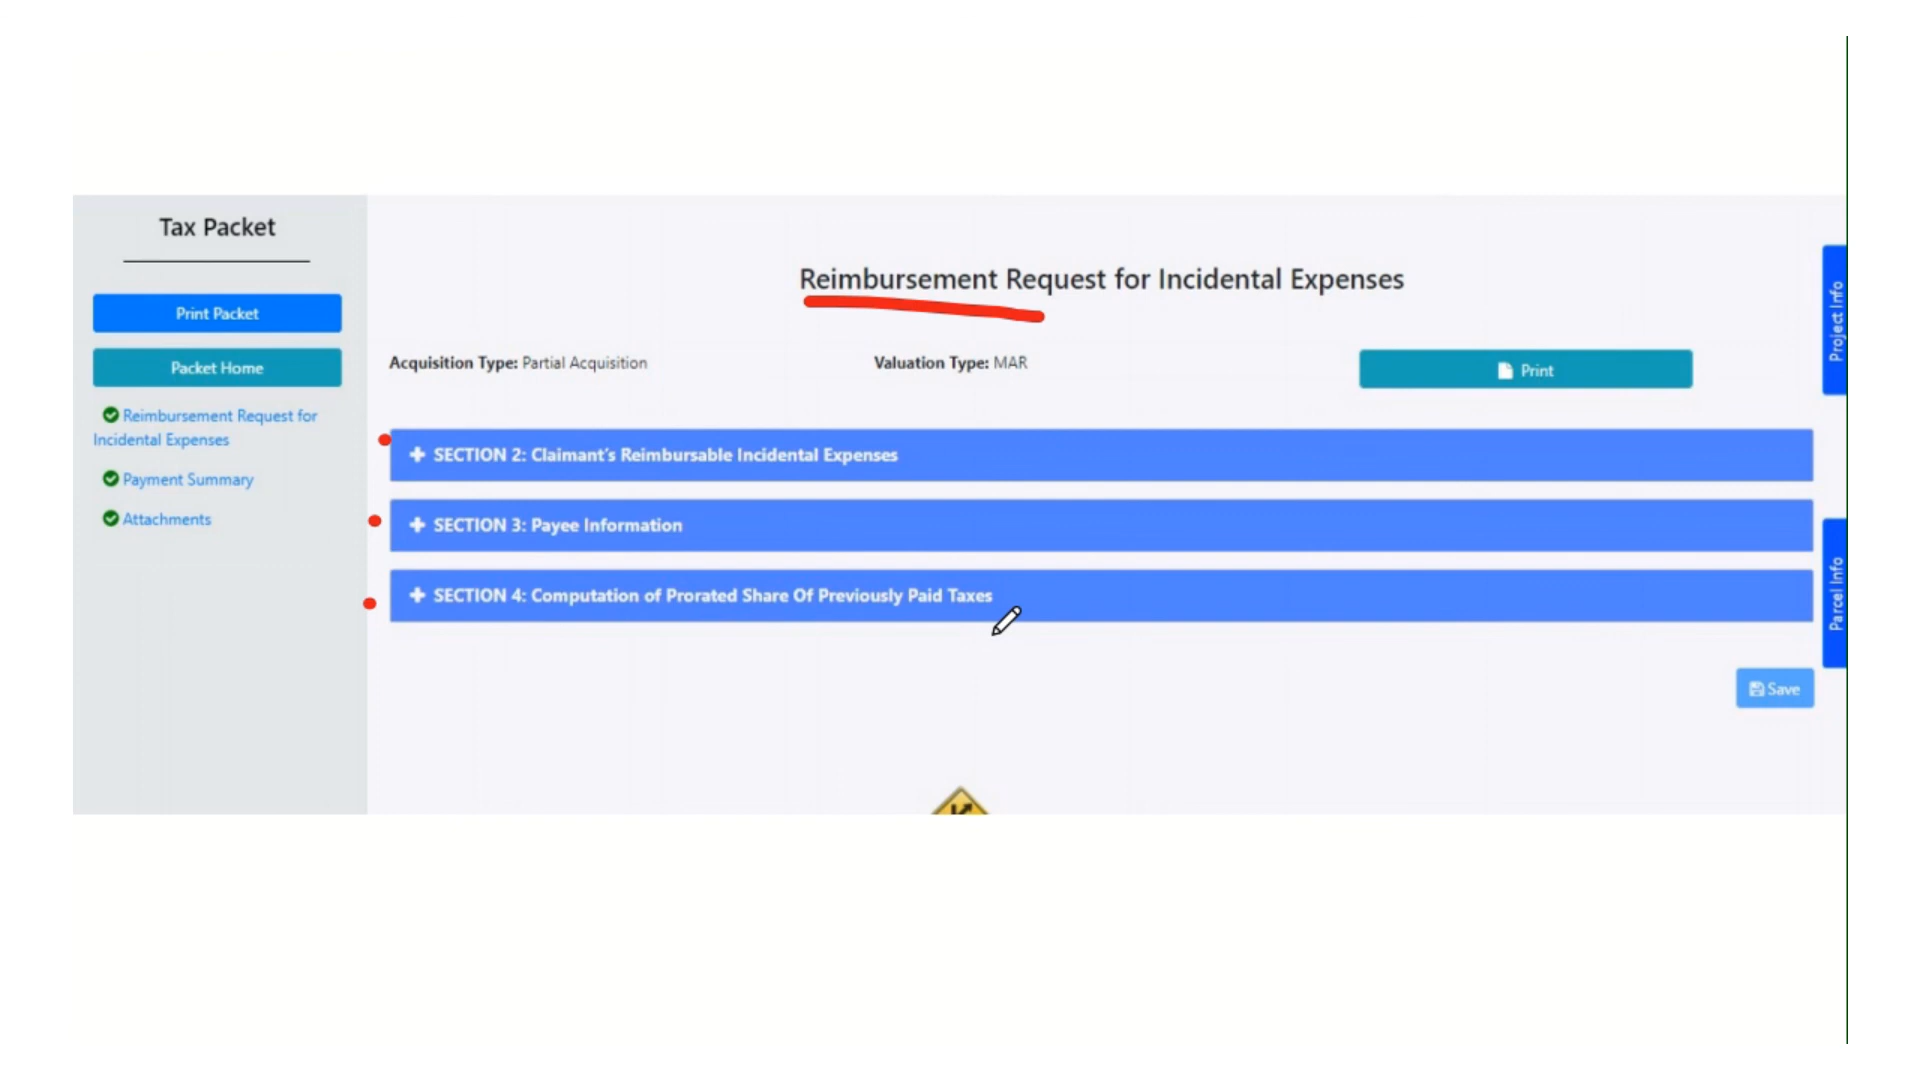 Tax Packet
Print Packet
Packet Home
Reimbursement Request for
Incidental Expenses
Payment Summary
Attachments
Reimbursement Request for Incidental Expenses
Acquisition Type: Partial Acquisition
Valuation Type: MAR
Print
SECTION 2: Claimant's Reimbursable Incidental Expenses
SECTION 3: Payee Information
SECTION 4: Computation of Prorated Share Of Previously Paid Taxes
Save
Project Info
Parcel Info